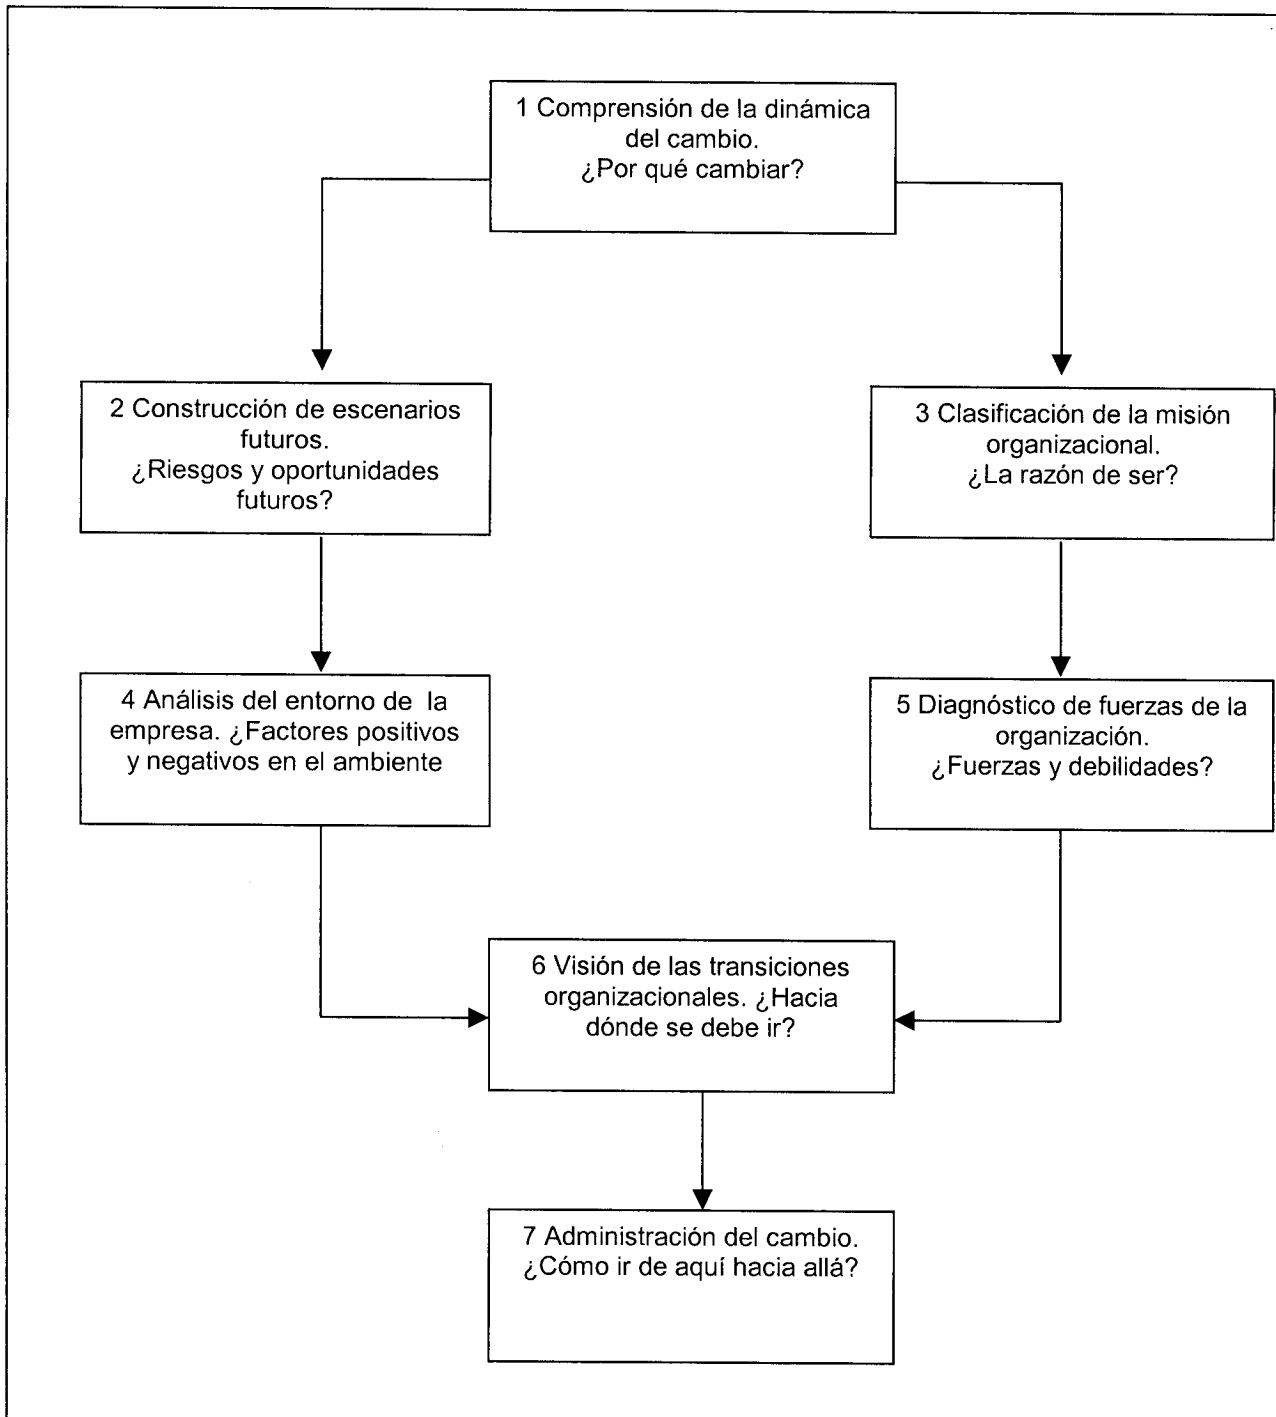 1 Comprensión de la dinámica
del cambio.
¿Por qué cambiar?
2 Construcción de escenarios
futuros.
¿Riesgos y oportunidades
futuros?
3 Clasificación de la misión
organizacional.
¿La razón de ser?
4 Análisis del entorno de la
empresa. ¿Factores positivos
y negativos en el ambiente
5 Diagnóstico de fuerzas de la
organización.
¿Fuerzas y debilidades?
6 Visión de las transiciones
organizacionales. ¿Hacia
dónde se debe ir?
7 Administración del cambio.
¿Cómo ir de aquí hacia allá?